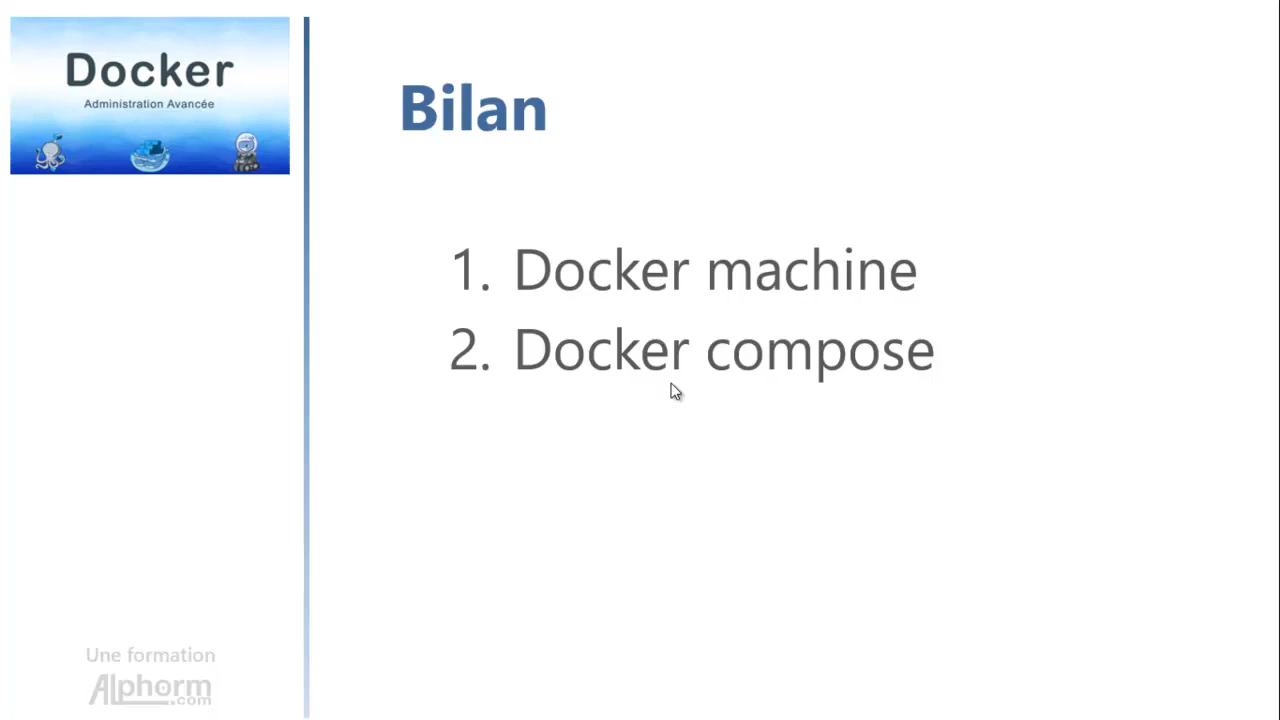 Docker
Administration Avancée
Bilan
1. Docker machine
2. Docker compose
Une formation
Alphorm
.com